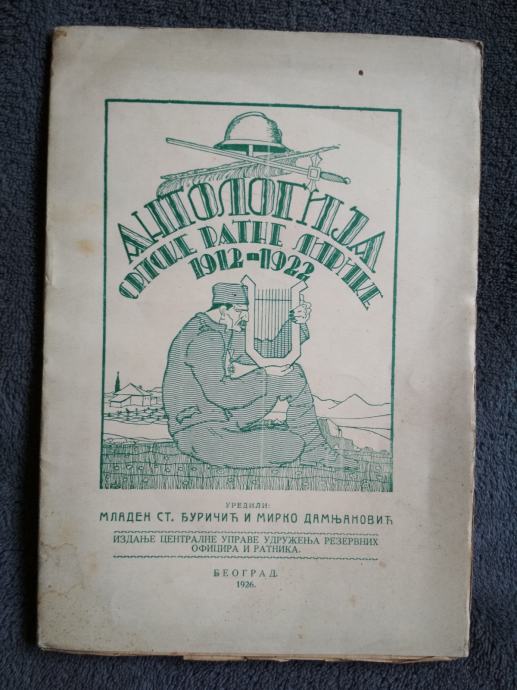 АНТОЛОГИЈА
СРПСКЕ РАТНЕ ЛИРИКЕ
1912-1922
УРЕДИЛИ:
МЛАДЕН СТ. ЂУРИЧИЋ И МИРКО ДАМЊАНОВИЋ
ИЗДАЊЕ ЦЕНТРАЛНЕ УПРАВЕ УДРУЖЕЊА РЕЗЕРВНИХ
ОФИЦИРА И РАТНИКА.
БЕОГРАД.
1926.